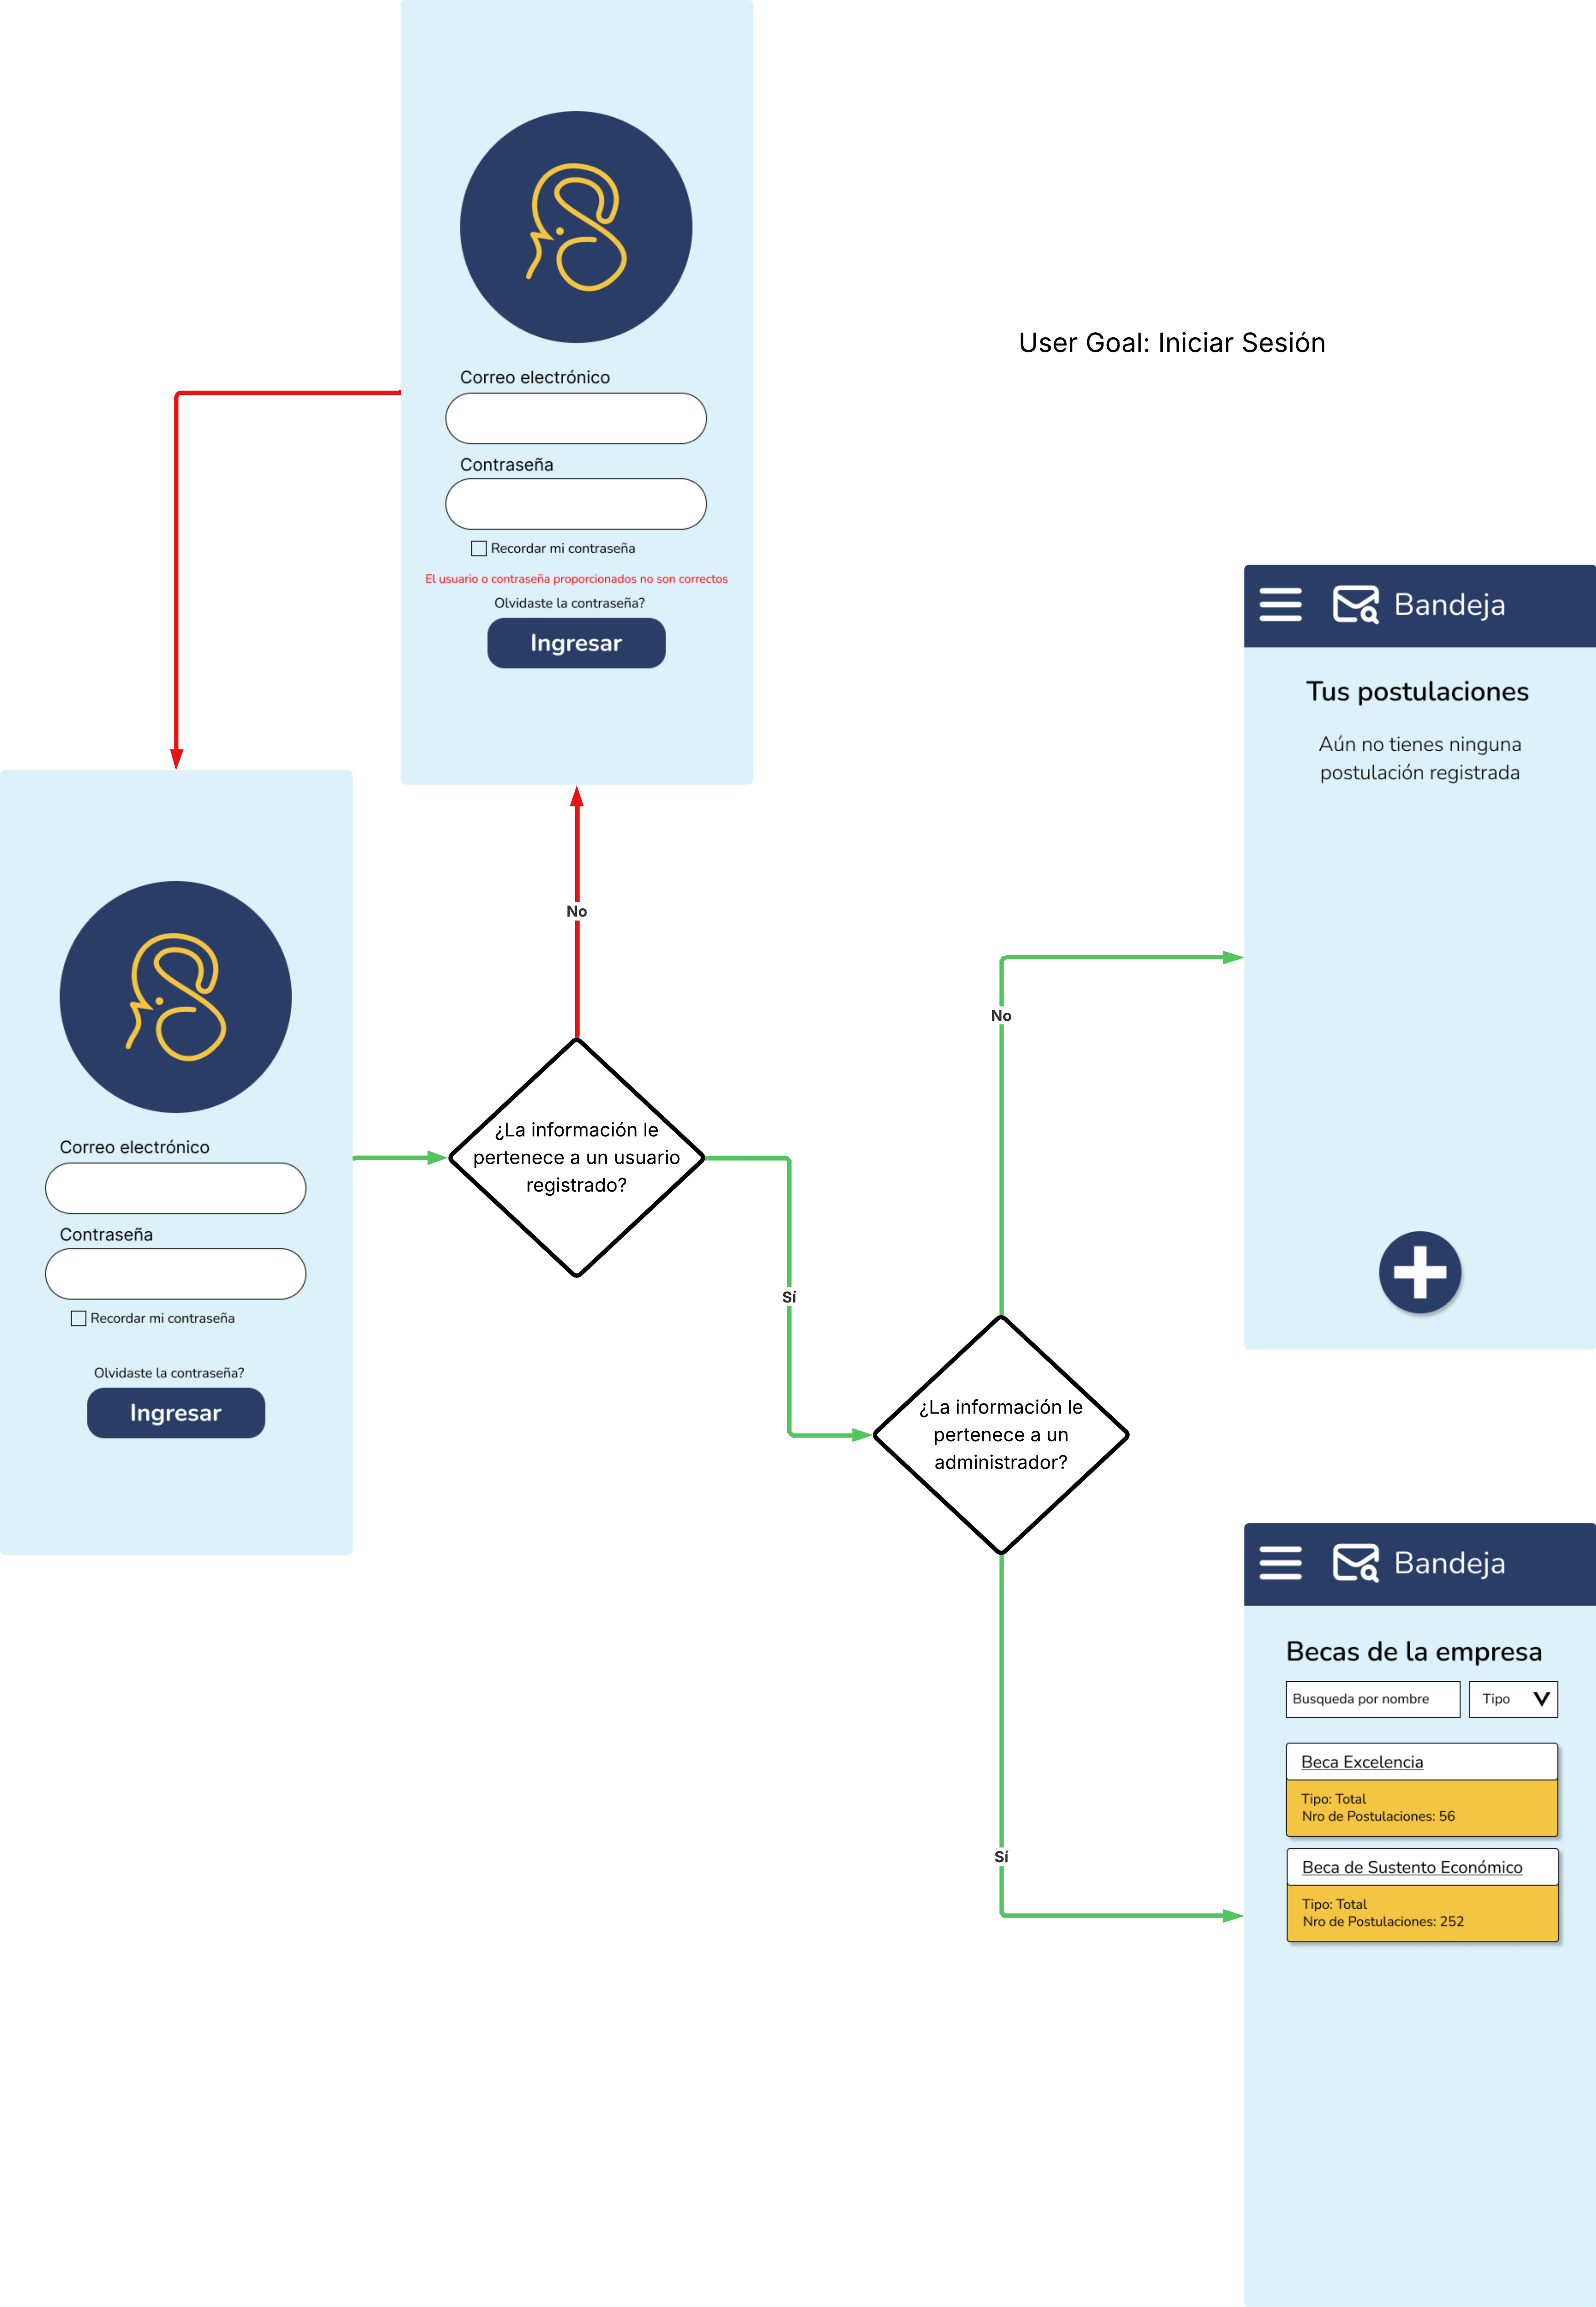 Correo electrónico
Contraseña
Recordar mi contraseña
El usuario o contraseña proporcionados no son correctos
Olvidaste la contraseña?
Ingresar
User Goal: Iniciar Sesión
No
Correo electrónico
Contraseña
Recordar mi contraseña
Olvidaste la contraseña?
Ingresar
¿La información le
pertenece a un usuario
registrado?
Sí
¿La información le
pertenece a un
administrador?
No
Bandeja
Tus postulaciones
Aún no tienes ninguna
postulación registrada
Sí
Bandeja
Becas de la empresa
Busqueda por nombre
Tipo
Beca Excelencia
Tipo: Total
Nro de Postulaciones: 56
Beca de Sustento Económico
Tipo: Total
Nro de Postulaciones: 252